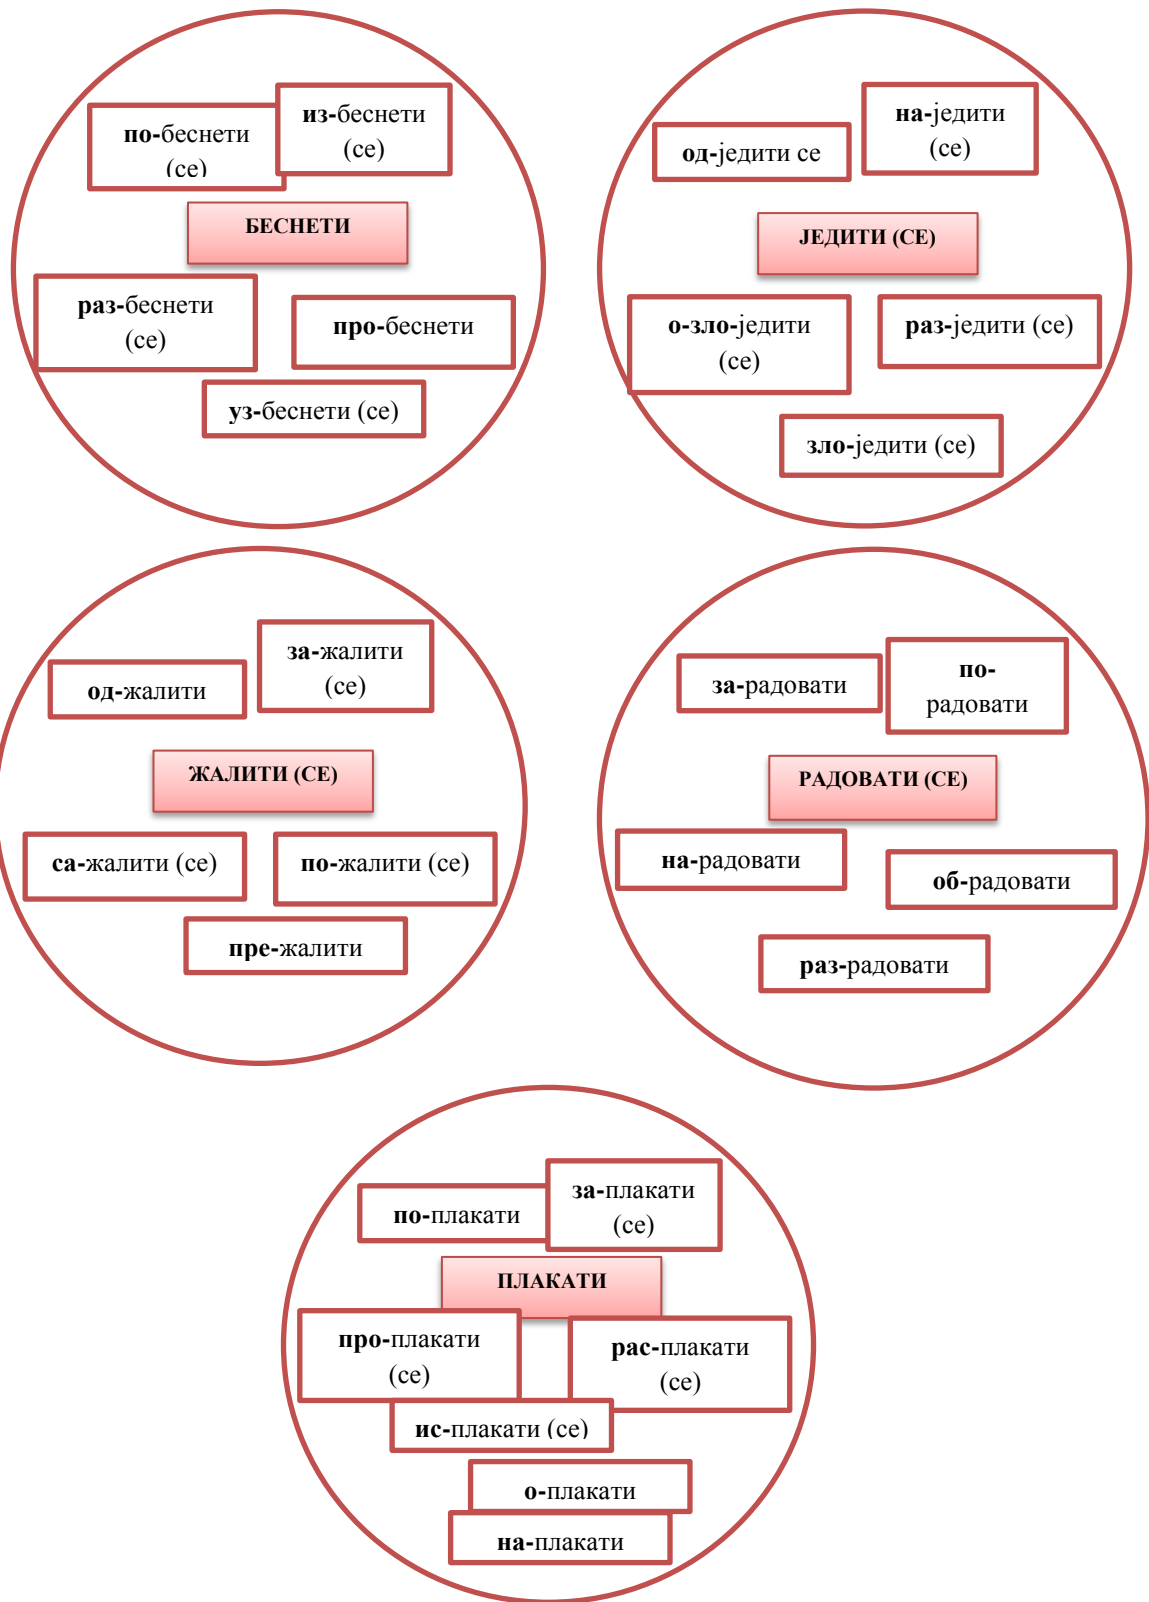 по-беснети
(се)
из-беснети
(се)
БЕСНЕТИ
раз-беснети
(се)
про-беснети
уз-беснети (се)
од-једити се
на-једити
(се)
ЈЕДИТИ (СЕ)
о-зло-једити
(се)
раз-једити (се)
зло-једити (се)
од-жалити
за-жалити
(се)
ЖАЛИТИ (СЕ)
са-жалити (се)
по-жалити (се)
пре-жалити
за-радовати
по-
радовати
РАДОВАТИ (СЕ)
на-радовати
об-радовати
раз-радовати
по-плакати
за-плакати
(се)
ПЛАКАТИ
про-плакати
(се)
рас-плакати
(се)
ис-плакати (се)
о-плакати
на-плакати